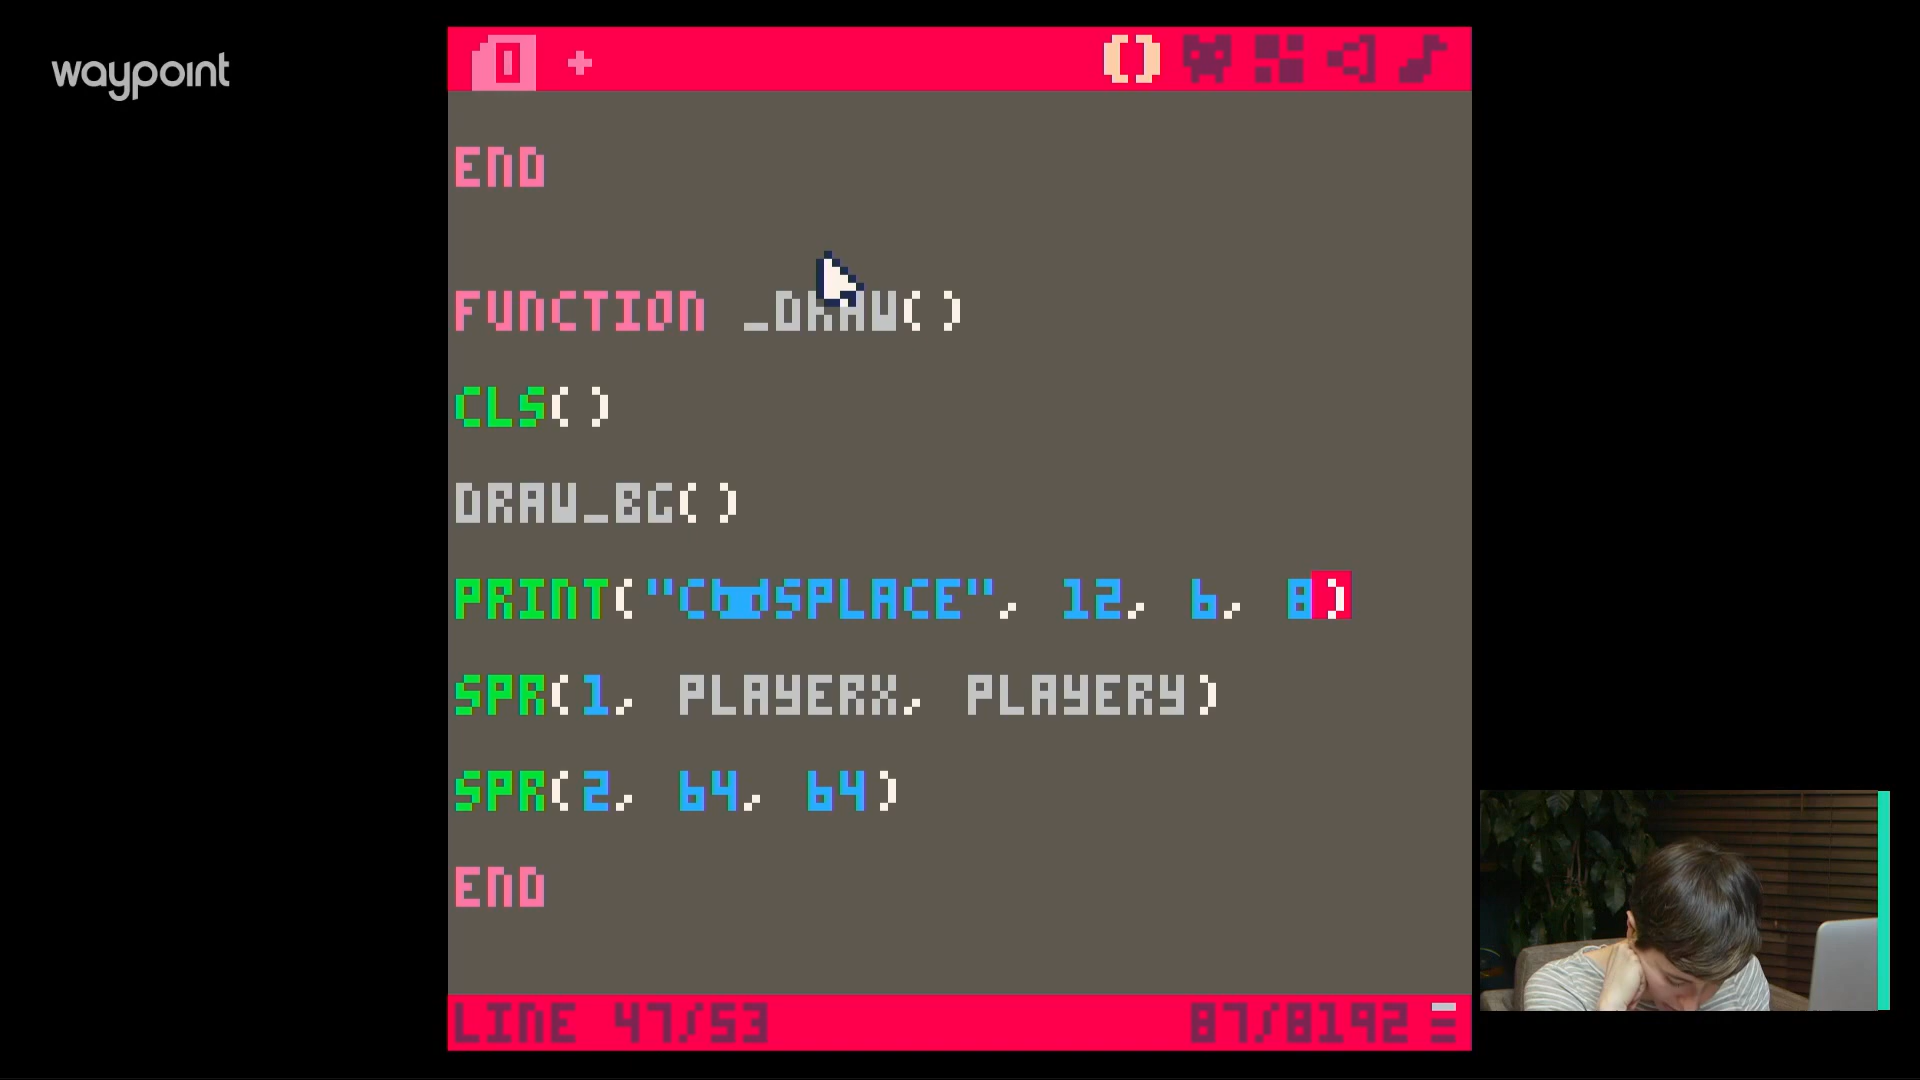 waypoint
0 +
END
FUNCTION _DRAW()
CLS()
DRAW_BG()
PRINT(" SPLACE", 12, 6, 8)
SPR(1, PLAYERX, PLAYERY)
SPR(2, 64, 64)
END
LINE 47/53
87/8192